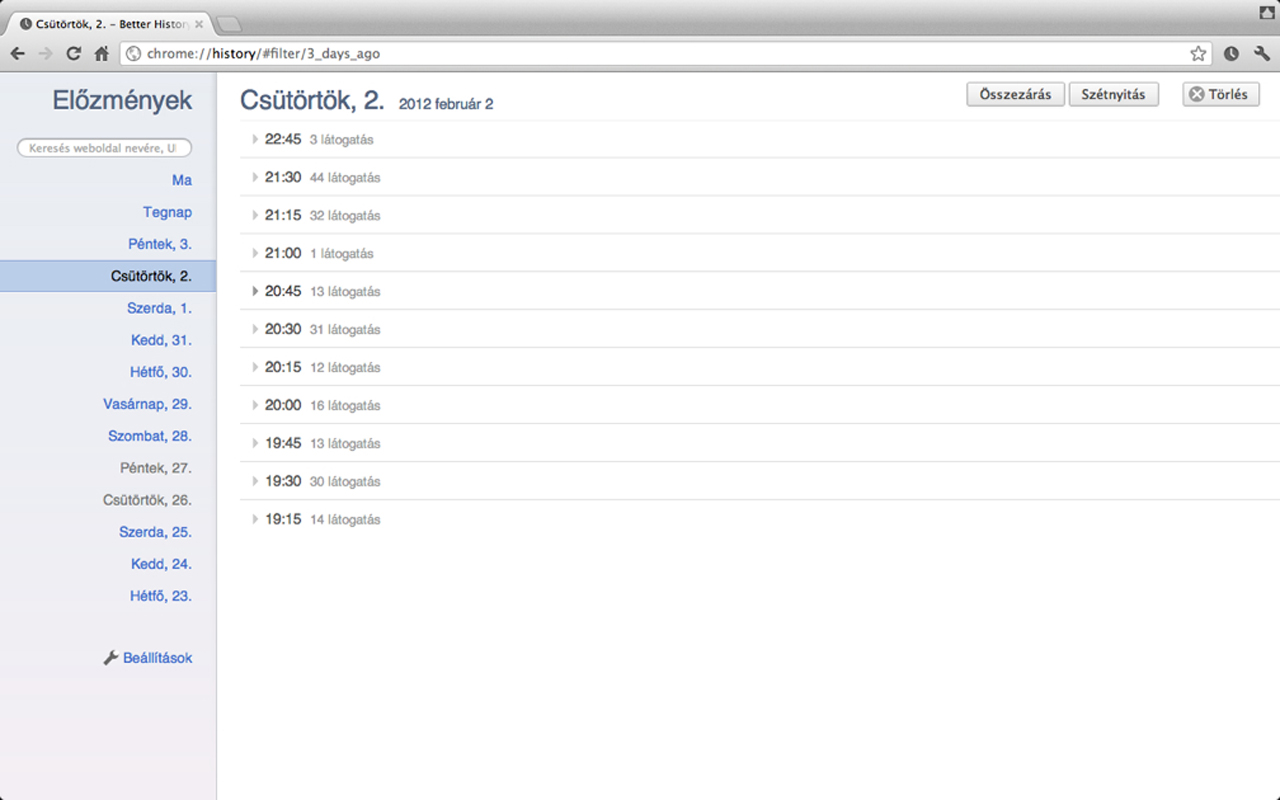 Csütörtök, 2. – Better Histor
chrome://history/#filter/3_days_ago
Előzmények
Keresés weboldal nevére, U
Ma
Tegnap
Péntek, 3.
Csütörtök, 2.
Szerda, 1.
Kedd, 31.
Hétfő, 30.
Vasárnap, 29.
Szombat, 28.
Péntek, 27.
Csütörtök, 26.
Szerda, 25.
Kedd, 24.
Hétfő, 23.
Beállítások
Csütörtök, 2. 2012 február 2
Összezárás Szétnyitás Törlés
22:45 3 látogatás
21:30 44 látogatás
21:15 32 látogatás
21:00 1 látogatás
20:45 13 látogatás
20:30 31 látogatás
20:15 12 látogatás
20:00 16 látogatás
19:45 13 látogatás
19:30 30 látogatás
19:15 14 látogatás